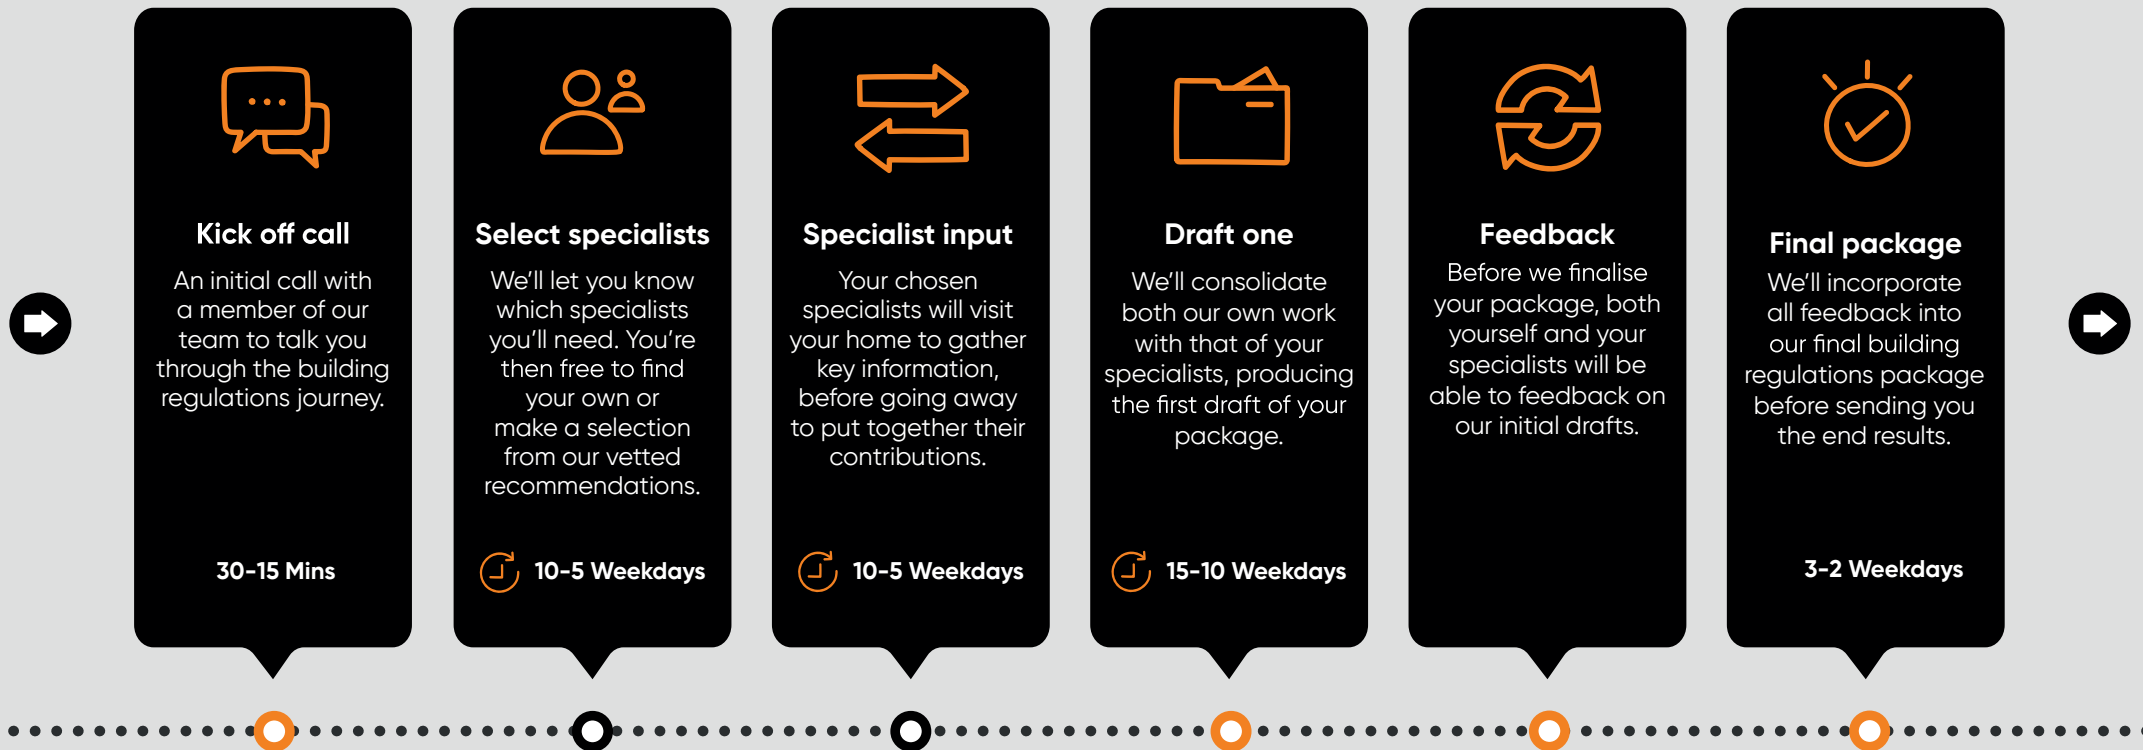 Kick off call
An initial call with
a member of our
team to talk you
through the building
regulations journey.
30-15 Mins
Select specialists
We'll let you know
which specialists
you'll need. You're
then free to find
your own or
make a selection
from our vetted
recommendations.
10-5 Weekdays
Specialist input
Your chosen
specialists will visit
your home to gather
key information,
before going away
to put together their
contributions.
10-5 Weekdays
Draft one
We'll consolidate
both our own work
with that of your
specialists, producing
the first draft of your
package.
15-10 Weekdays
Feedback
Before we finalise
your package, both
yourself and your
specialists will be
able to feedback on
our initial drafts.
Final package
We'll incorporate
all feedback into
our final building
regulations package
before sending you
the end results.
3-2 Weekdays